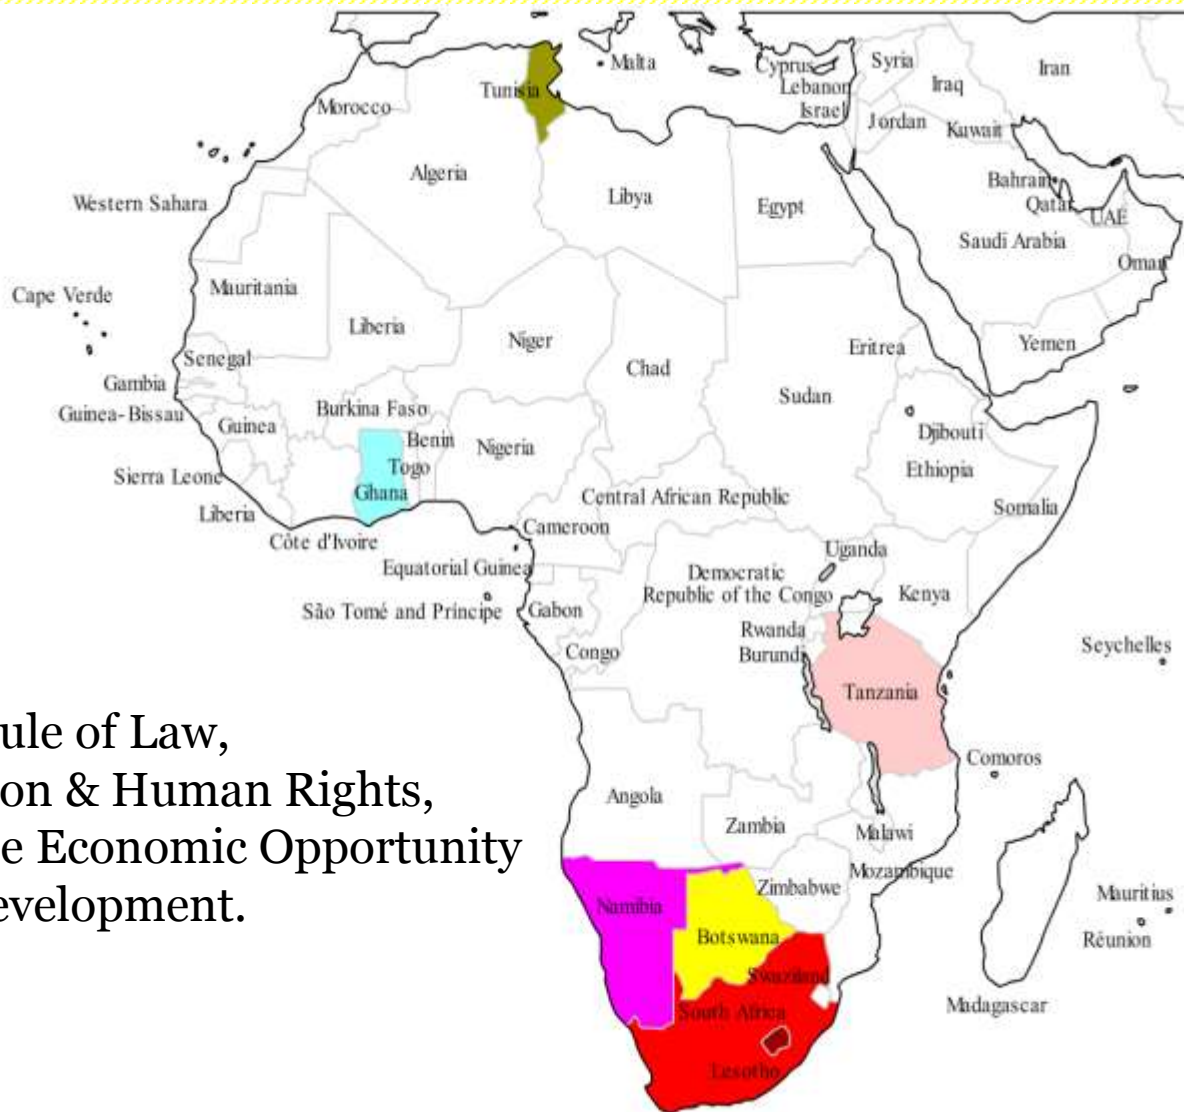 Malta
Cyprus
Syria
Lebanon
Israel
Iraq
Iran
Tunisia
Morocco
Jordan
Kuwait
Algeria
Libya
Egypt
Bahrain
Qatar
UAE
Western Sahara
Saudi Arabia
Oman
Cape Verde
Mauritania
Liberia
Niger
Chad
Sudan
Eritrea
Yemen
Senegal
Gambia
Guinea-Bissau
Guinea
Burkina Faso
Benin
Togo
Nigeria
Ghana
Djibouti
Ethiopia
Sierra Leone
Liberia
Central African Republic
Somalia
Côte d'Ivoire
Cameroon
Equatorial Guinea
São Tomé and Príncipe
Gabon
Congo
Democratic
Republic of the Congo
Uganda
Kenya
Rwanda
Burundi
Tanzania
Seychelles
Comoros
ule of Law,
on & Human Rights,
e Economic Opportunity
evelopment.
Angola
Zambia
Malawi
Mozambique
Zimbabwe
Namibia
Botswana
Swaziland
South Africa
Lesotho
Mauritius
Réunion
Madagascar